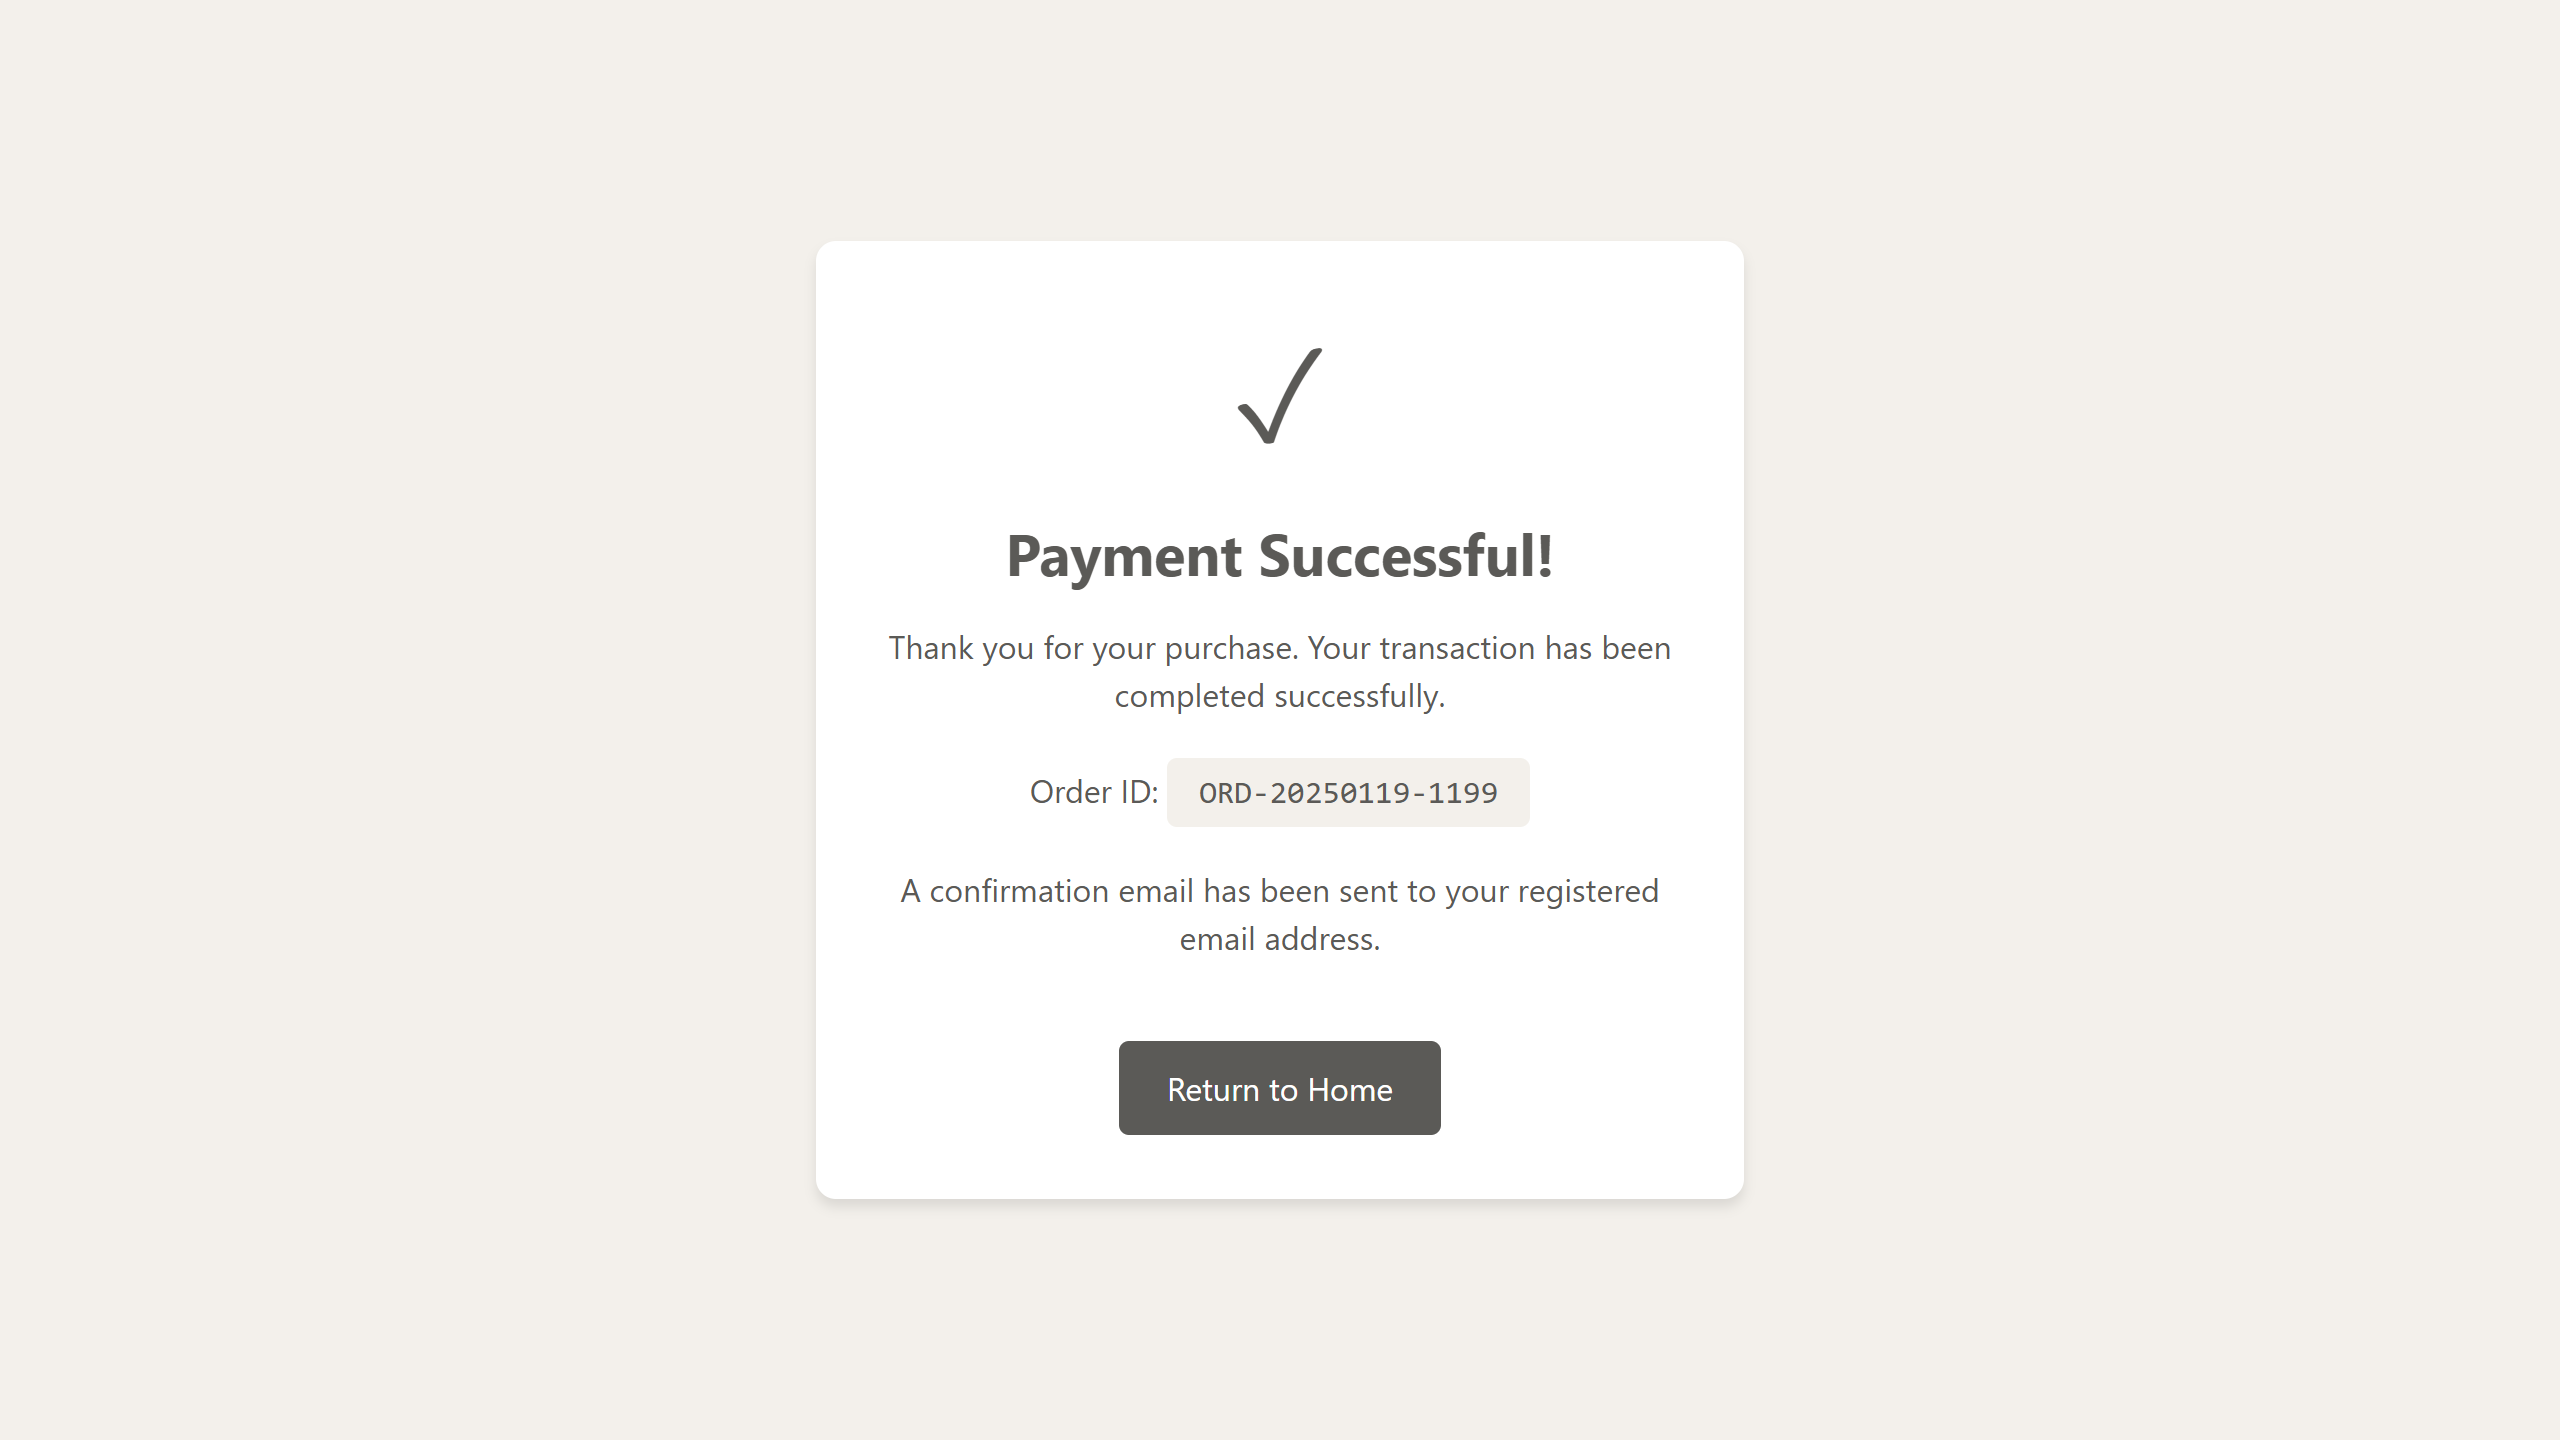 Payment Successful!
Thank you for your purchase. Your transaction has been
completed successfully.
Order ID: ORD-20250119-1199
A confirmation email has been sent to your registered
email address.
Return to Home